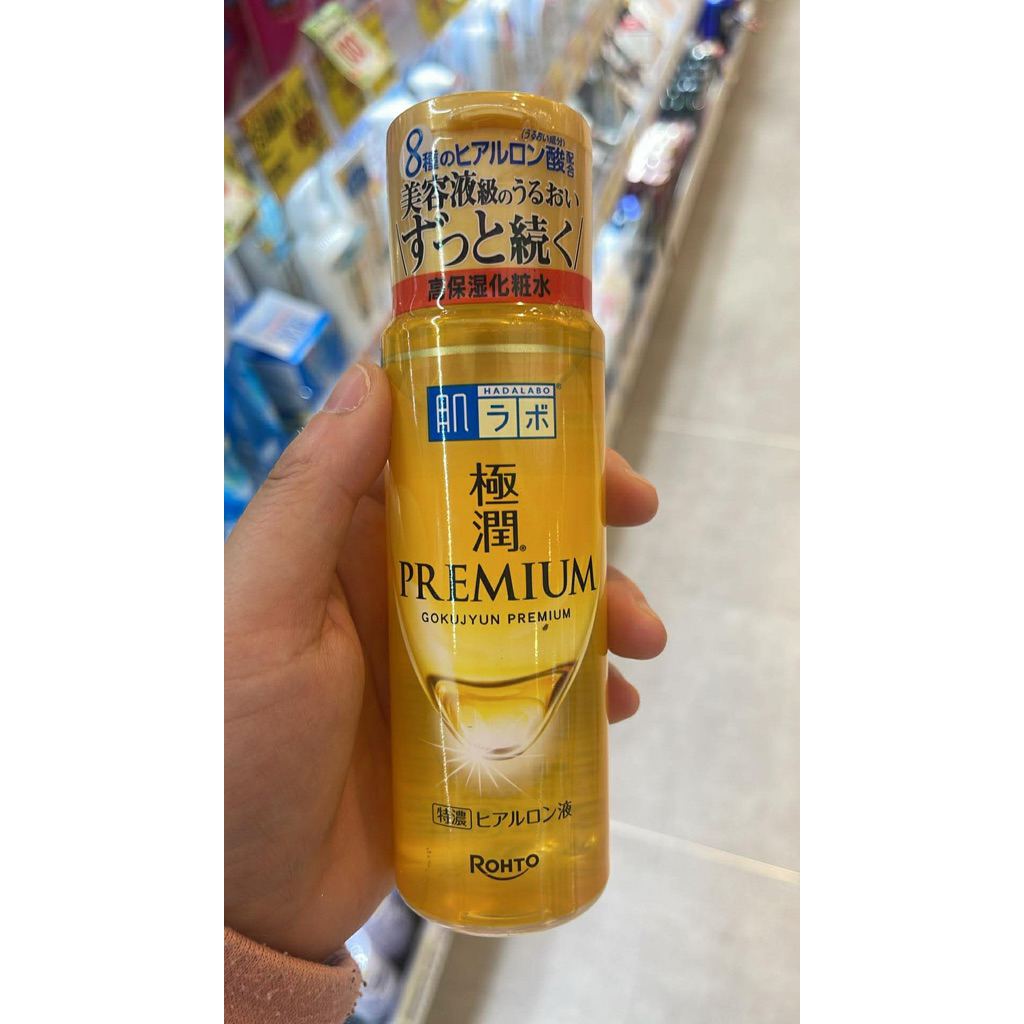 (うるおい成分)
8種のヒアルロン酸配合
美容液級のうるおい
ずっと続く
高保湿化粧水
HADALABO®
肌ラボ
極
潤®
PREMIUM
GOKUJYUN PREMIUM
特濃 ヒアルロン液
ROHTO